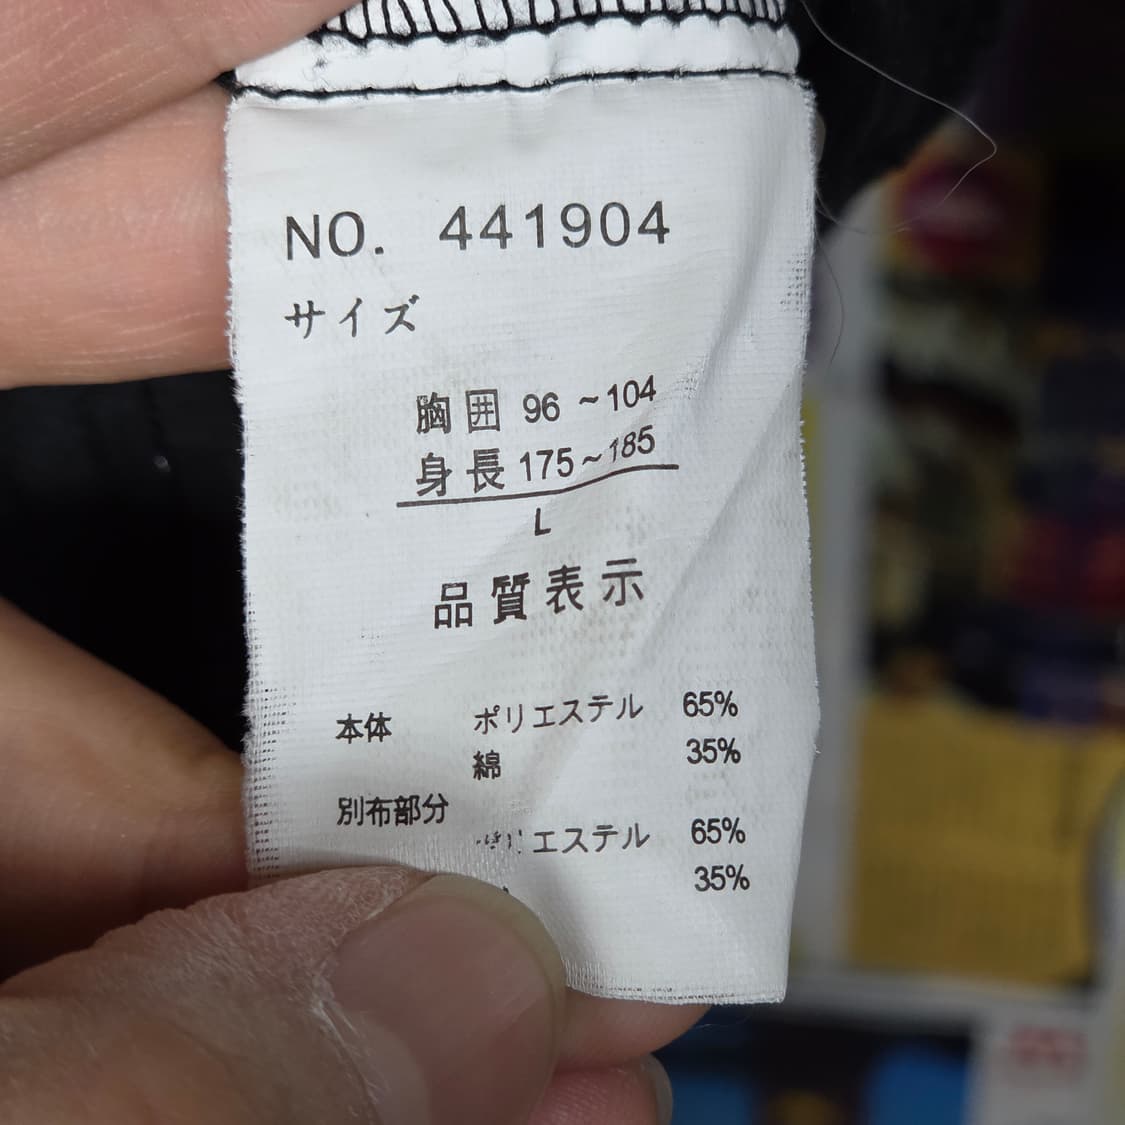 NO. 441904
サイズ
胸囲 96 ~104
身長 175~185
L
品質表示
本体 ポリエステル 65%
綿 35%
別布部分
エステル 65%
35%